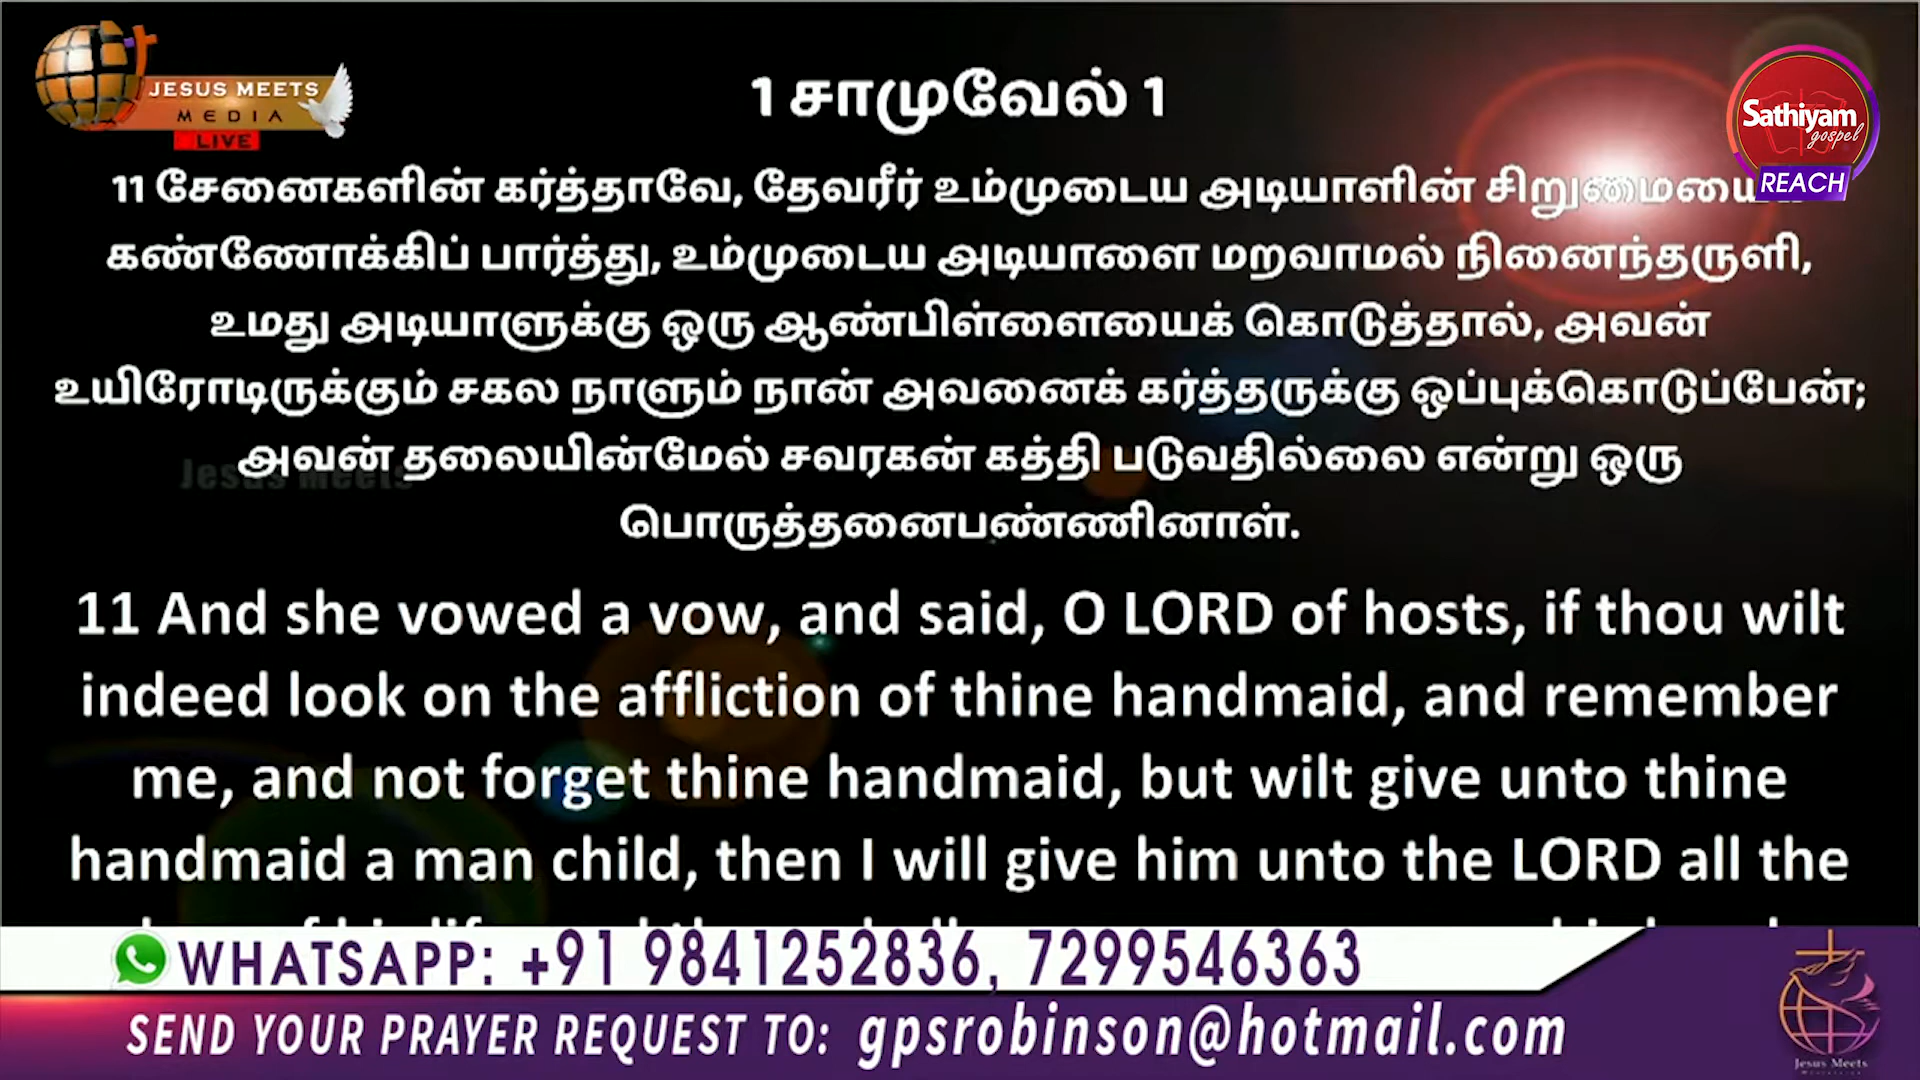 JESUS MEETS
MEDIA
LIVE
Sathiyam
gospel
REACH
1 சாமுவேல் 1
11 சேனைகளின் கர்த்தாவே, தேவரீர் உம்முடைய அடியாளின்
கண்ணோக்கிப் பார்த்து, உம்முடைய அடியாளை மறவாமல் நினைந்தருளி,
உமது அடியாளுக்கு ஒரு ஆண்பிள்ளையைக் கொடுத்தால், அவன்
உயிரோடிருக்கும் சகல நாளும் நான் அவனைக் கர்த்தருக்கு ஒப்புக்கொடுப்பேன்;
அவன் தலையின்மேல் சவரகன் கத்தி படுவதில்லை என்று ஒரு
பொருத்தனைபண்ணினாள்.
Jesus Meets
11 And she vowed a vow, and said, O LORD of hosts, if thou wilt
indeed look on the affliction of thine handmaid, and remember
me, and not forget thine handmaid, but wilt give unto thine
handmaid a man child, then I will give him unto the LORD all the
WHATSAPP: +91 9841252836, 7299546363
SEND YOUR PRAYER REQUEST TO: gpsrobinson@hotmail.com
Jesus Meets